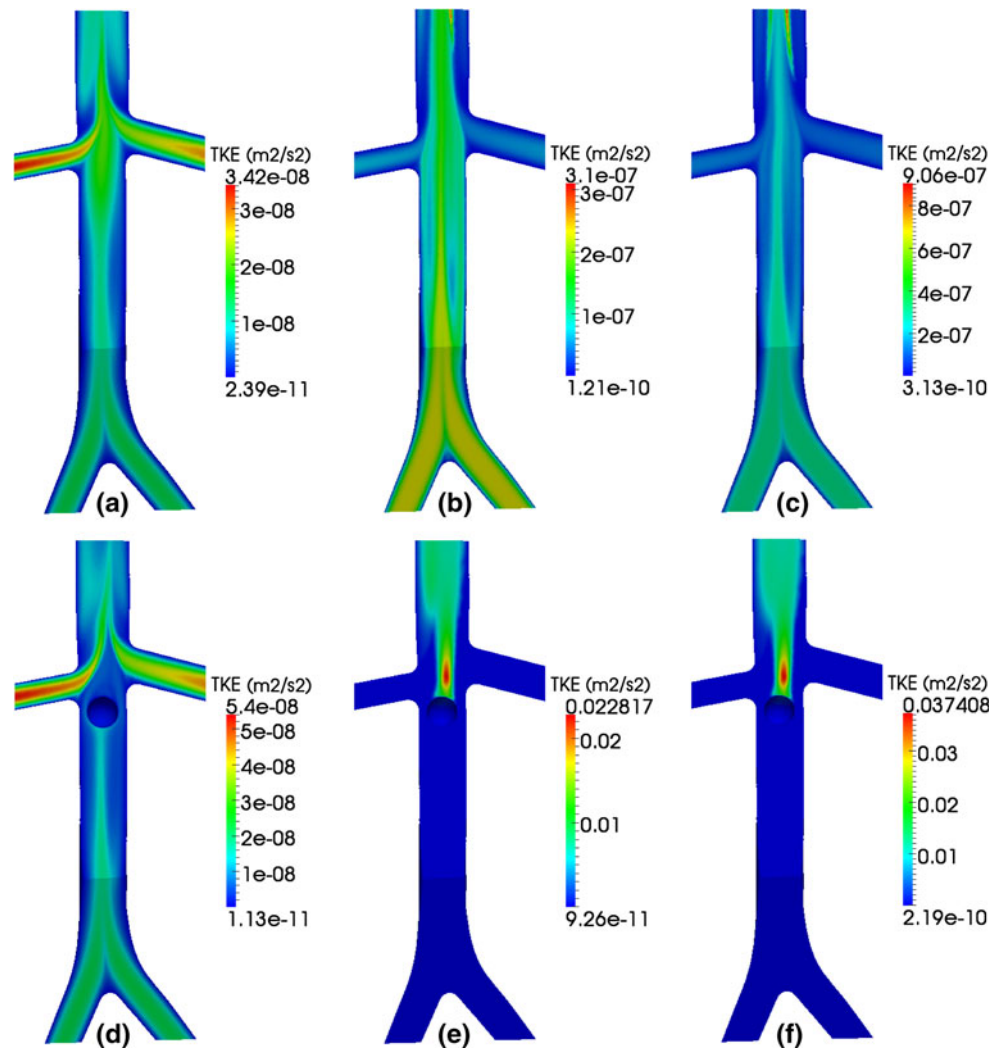 TKE (m2/s2)
3.42e-08
3e-08
2e-08
1e-08
2.39e-11
(a)
TKE (m2/s2)
3.1e-07
3e-07
2e-07
1e-07
1.21e-10
(b)
TKE (m2/s2)
9.06e-07
8e-07
6e-07
4e-07
2e-07
3.13e-10
(c)
TKE (m2/s2)
5.4e-08
5e-08
4e-08
3e-08
2e-08
1e-08
1.13e-11
(d)
TKE (m2/s2)
0.022817
0.02
0.01
9.26e-11
(e)
TKE (m2/s2)
0.037408
0.03
0.02
0.01
2.19e-10
(f)